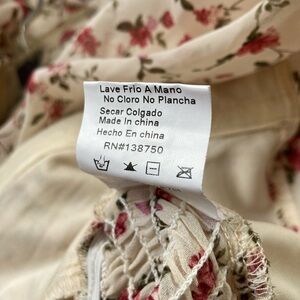 Lave Frio A Mano
No Cloro No Plancha
Secar Colgado
Made In china
Hecho En china
RN#138750